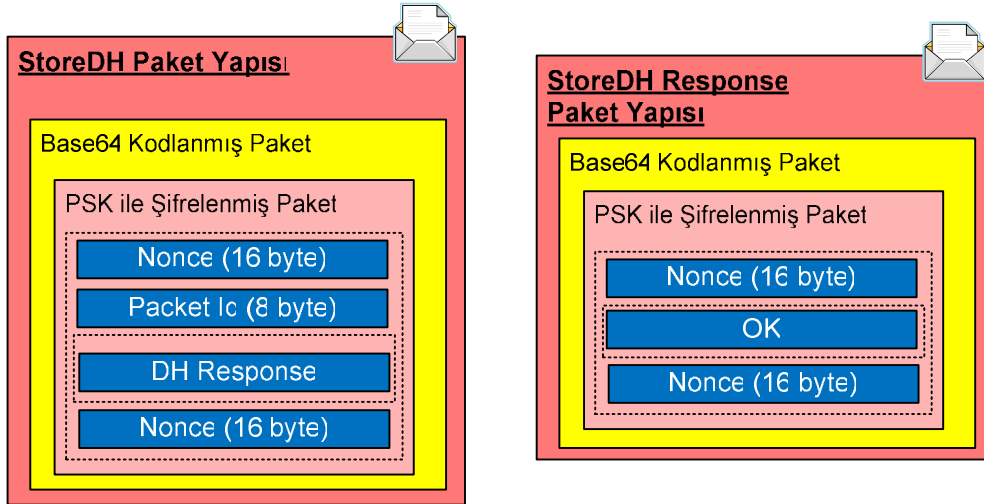 StoreDH Paket Yapısı
Base64 Kodlanmış Paket
PSK ile Şifrelenmiş Paket
Nonce (16 byte)
Packet Id (8 byte)
DH Response
Nonce (16 byte)
StoreDH Response
Paket Yapısı
Base64 Kodlanmış Paket
PSK ile Şifrelenmiş Paket
Nonce (16 byte)
OK
Nonce (16 byte)